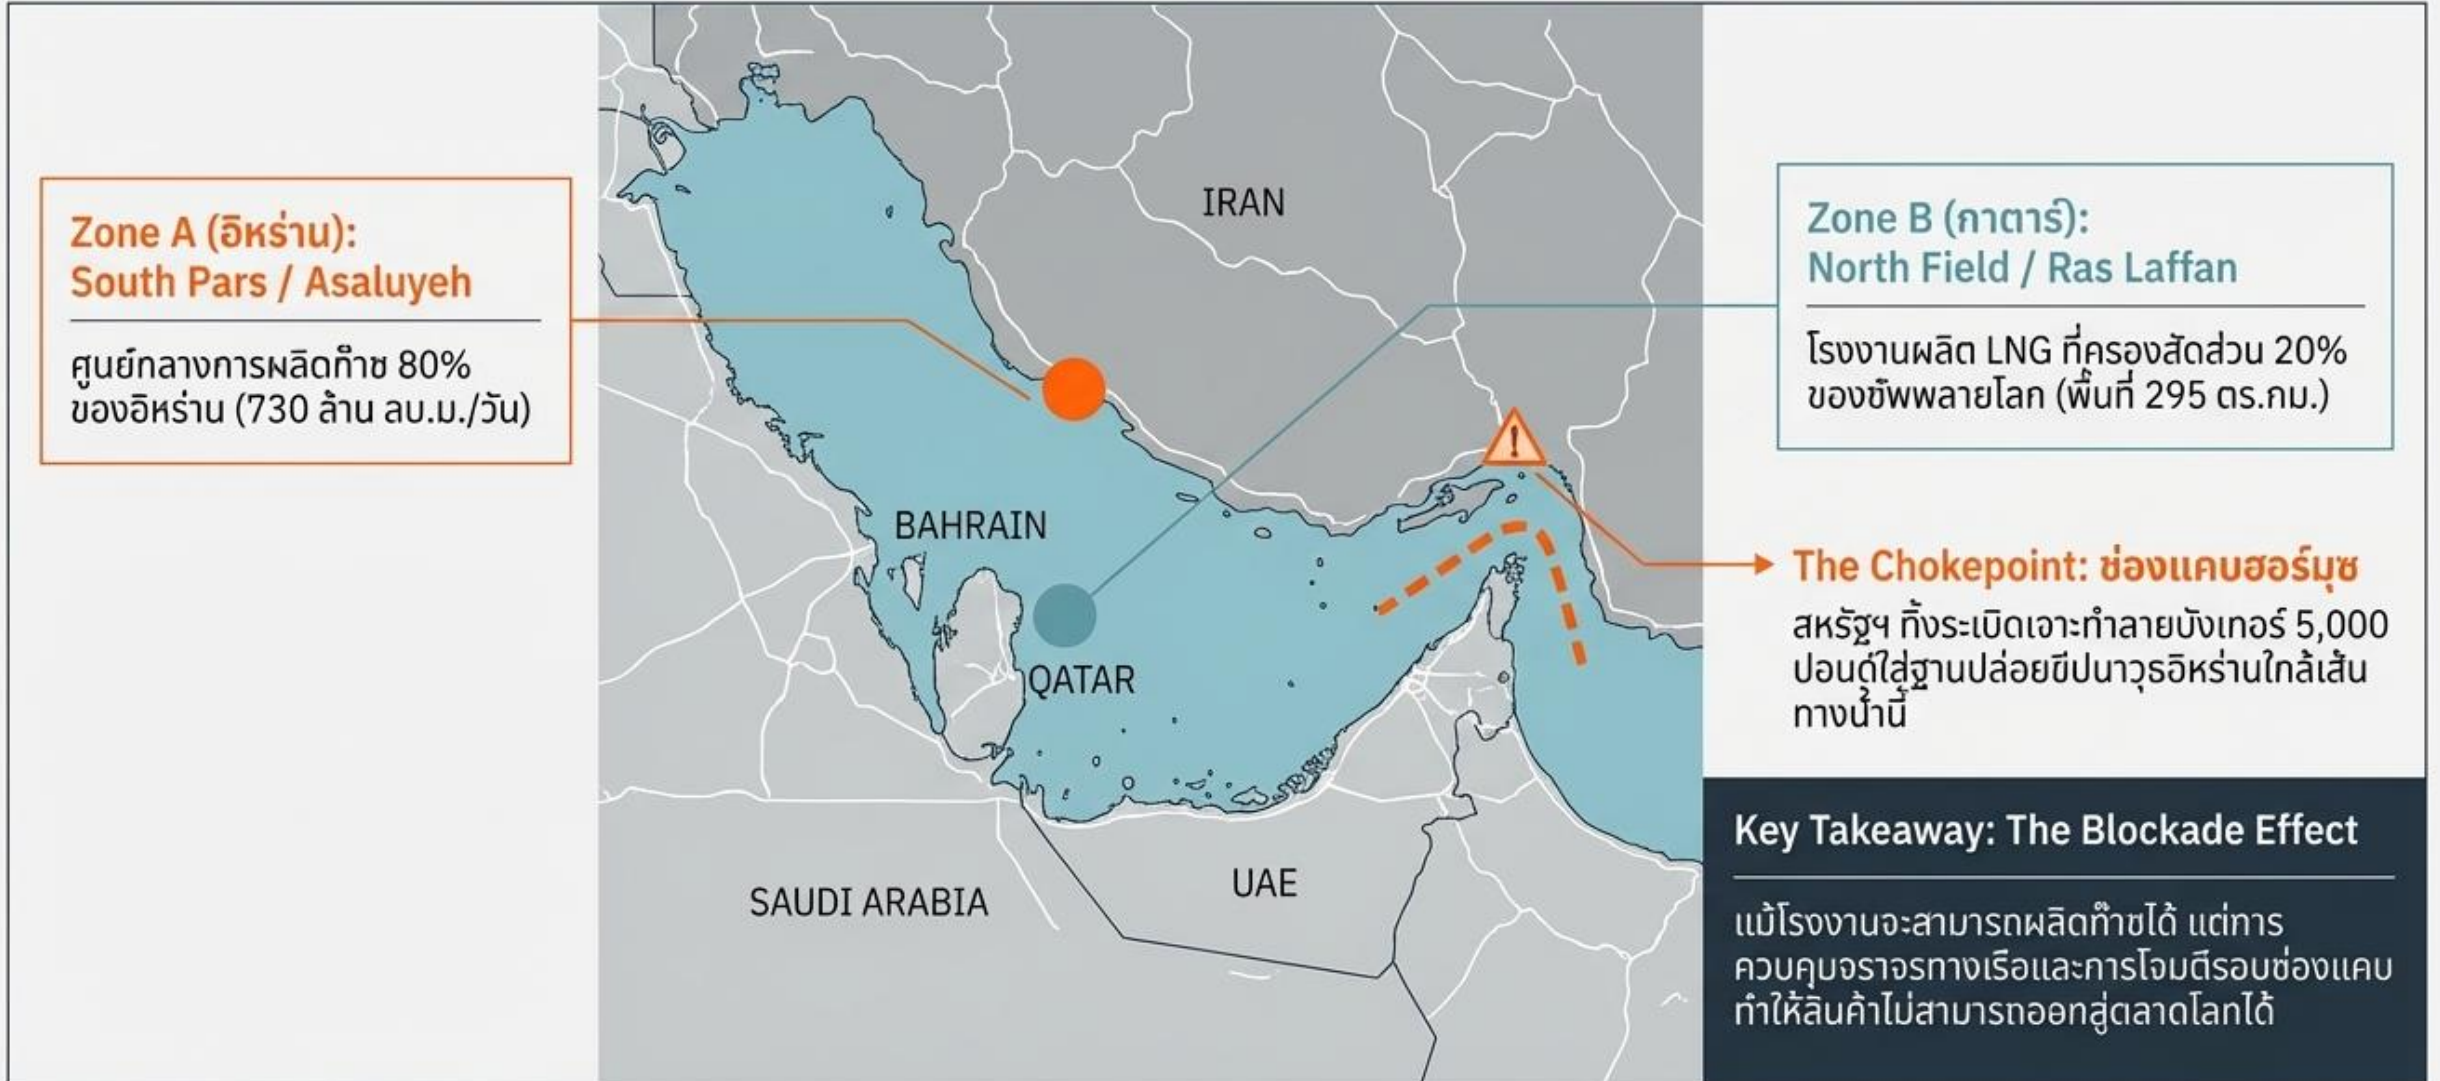 Zone A (อิหร่าน):
South Pars / Asaluyeh
ศูนย์กลางการผลิตก๊าซ 80%
ของอิหร่าน (730 ล้าน ลบ.ม./วัน)
IRAN
BAHRAIN
QATAR
SAUDI ARABIA
UAE
Zone B (กาตาร์):
North Field / Ras Laffan
โรงงานผลิต LNG ที่ครองสัดส่วน 20%
ของซัพพลายโลก (พื้นที่ 295 ตร.กม.)
The Chokepoint: ช่องแคบฮอร์มุซ
สหรัฐฯ ทิ้งระเบิดเจาะทำลายบังเทอร์ 5,000
ปอนด์ใส่ฐานปล่อยขีปนาวุธอิหร่านใกล้เส้น
ทางน้ำนี้
Key Takeaway: The Blockade Effect
แม้โรงงานจะสามารถผลิตก๊าซได้ แต่การ
ควบคุมจราจรทางเรือและการโจมตีรอบช่องแคบ
ทำให้สินค้าไม่สามารถออกสู่ตลาดโลกได้